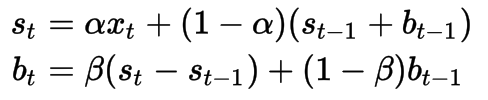 s_t = αx_t + (1 − α)(s_{t−1} + b_{t−1})
b_t = β(s_t − s_{t−1}) + (1 − β)b_{t−1}